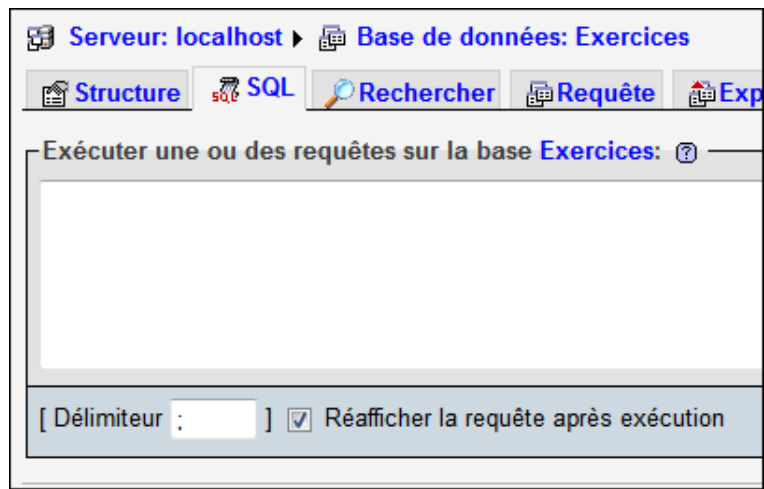 Serveur: localhost ▸ Base de données: Exercices
Structure SQL Rechercher Requête Exp
Exécuter une ou des requêtes sur la base Exercices:
[ Délimiteur ; ] Réafficher la requête après exécution